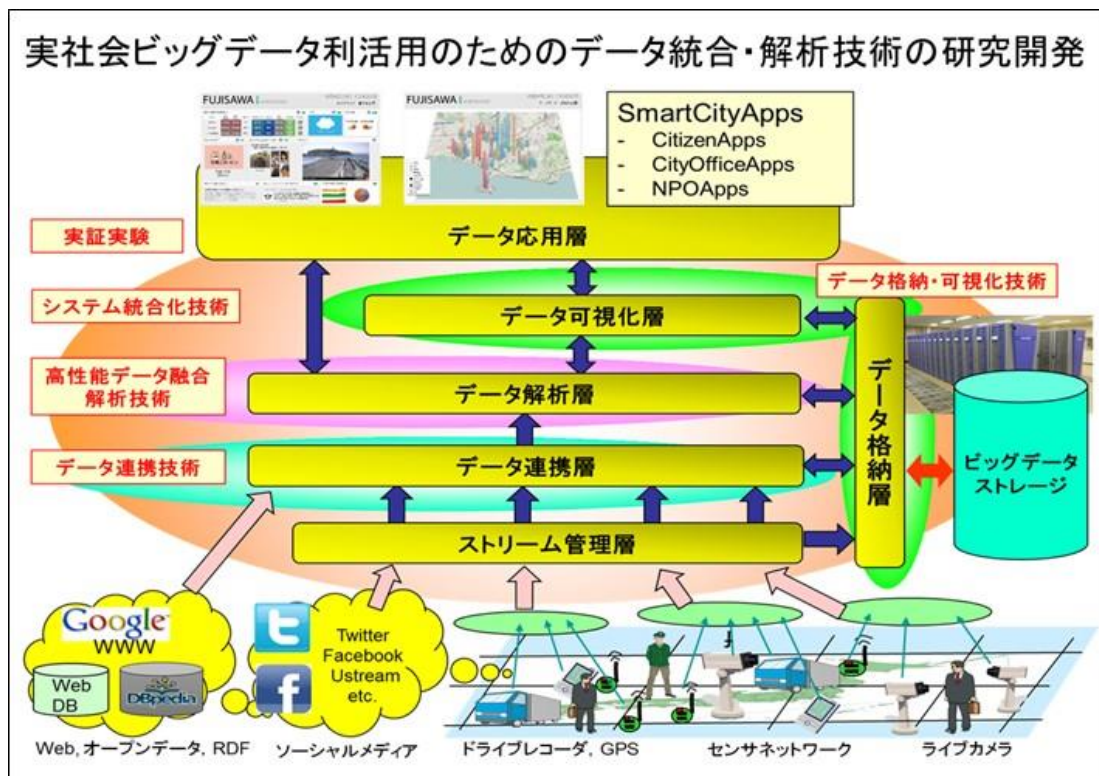 実社会ビッグデータ利活用のためのデータ統合・解析技術の研究開発
FUJISAWA
FUJISAWA
SmartCityApps
- CitizenApps
- CityOfficeApps
- NPOApps
データ応用層
実証実験
データ格納・可視化技術
システム統合化技術
データ可視化層
高性能データ融合
解析技術
データ解析層
データ格納層
データ連携技術
データ連携層
ビッグデータ
ストレージ
ストリーム管理層
Google
WWW
Web
DB
DBpedia
Twitter
Facebook
Ustream
etc.
Web, オープンデータ, RDF
ソーシャルメディア
ドライブレコーダ, GPS
センサネットワーク
ライブカメラ